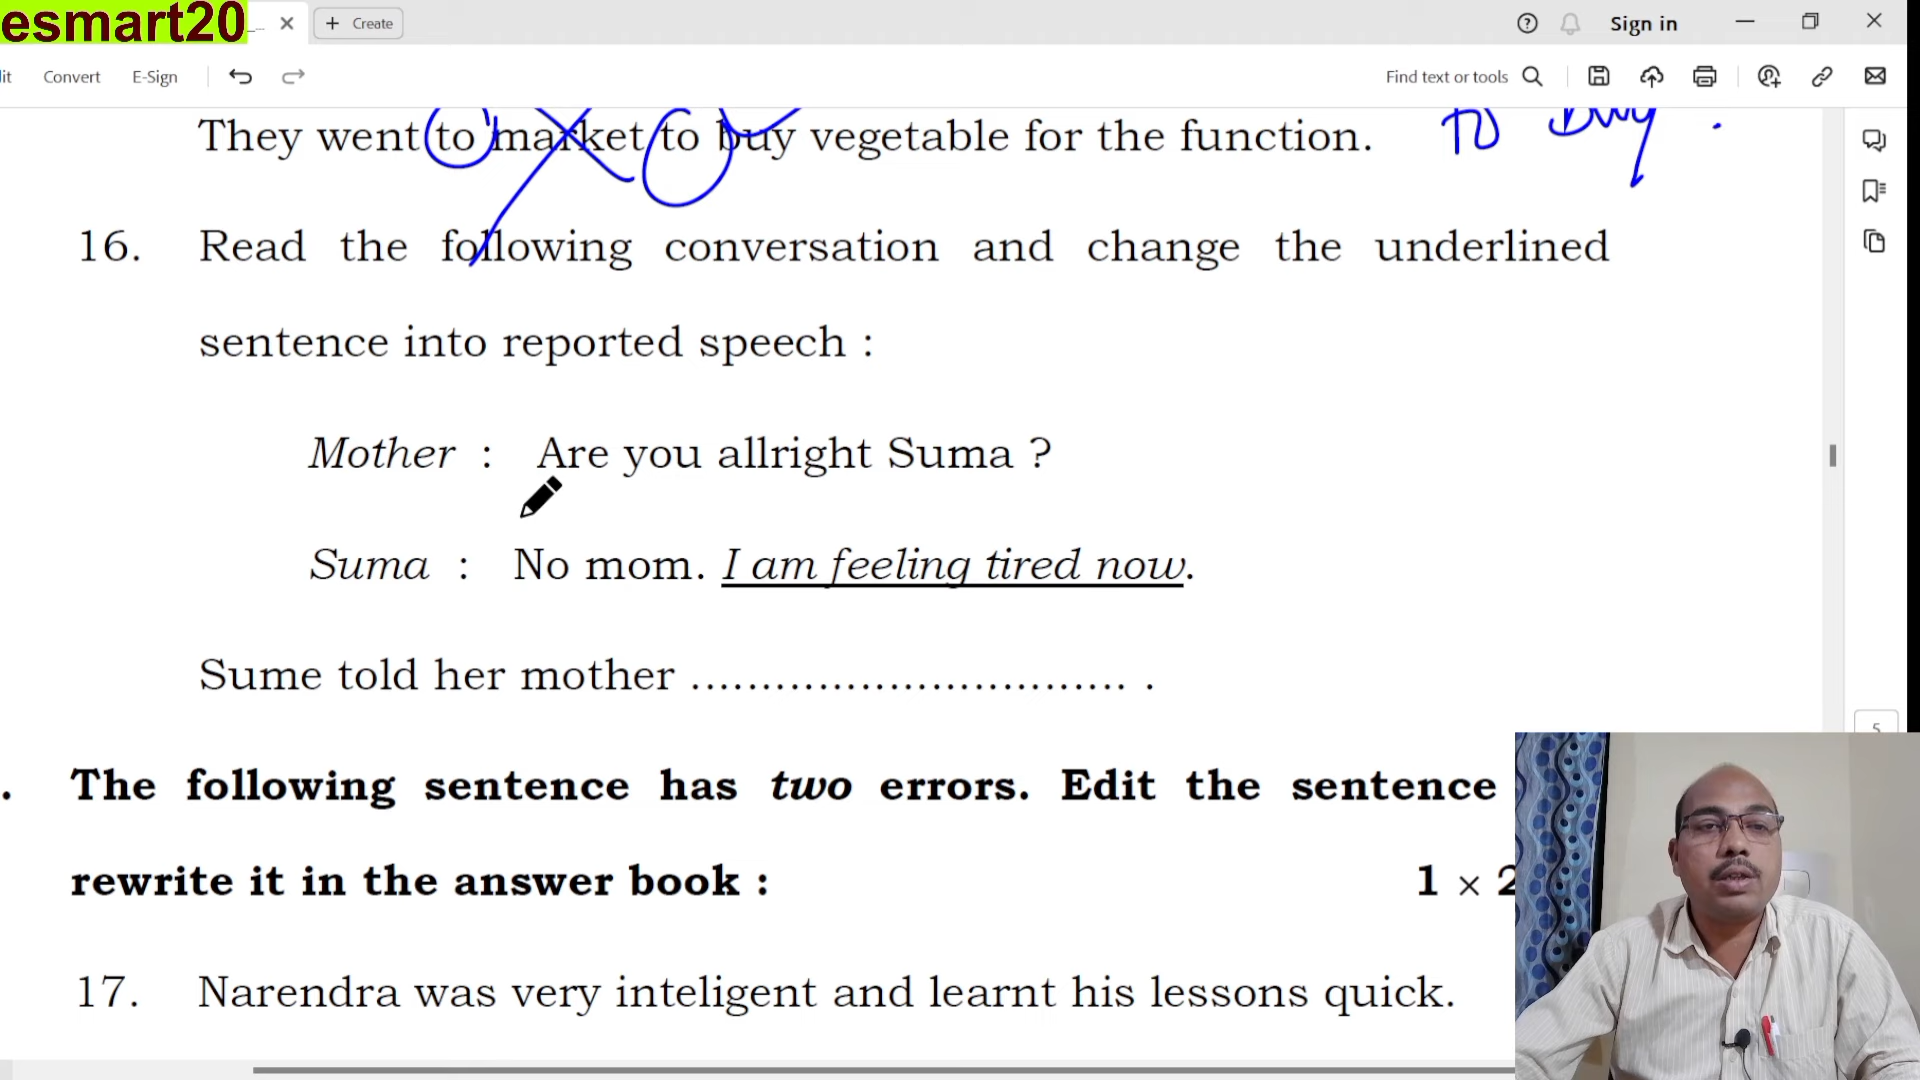 esmart20
Create
Sign in
it Convert E-Sign
Find text or tools
They went to market to buy vegetable for the function.
to Buy .
16. Read the following conversation and change the underlined
sentence into reported speech :
Mother : Are you allright Suma ?
Suma : No mom. I am feeling tired now.
Sume told her mother ............................... .
. The following sentence has two errors. Edit the sentence
rewrite it in the answer book : 1 × 2
17. Narendra was very inteligent and learnt his lessons quick.
5